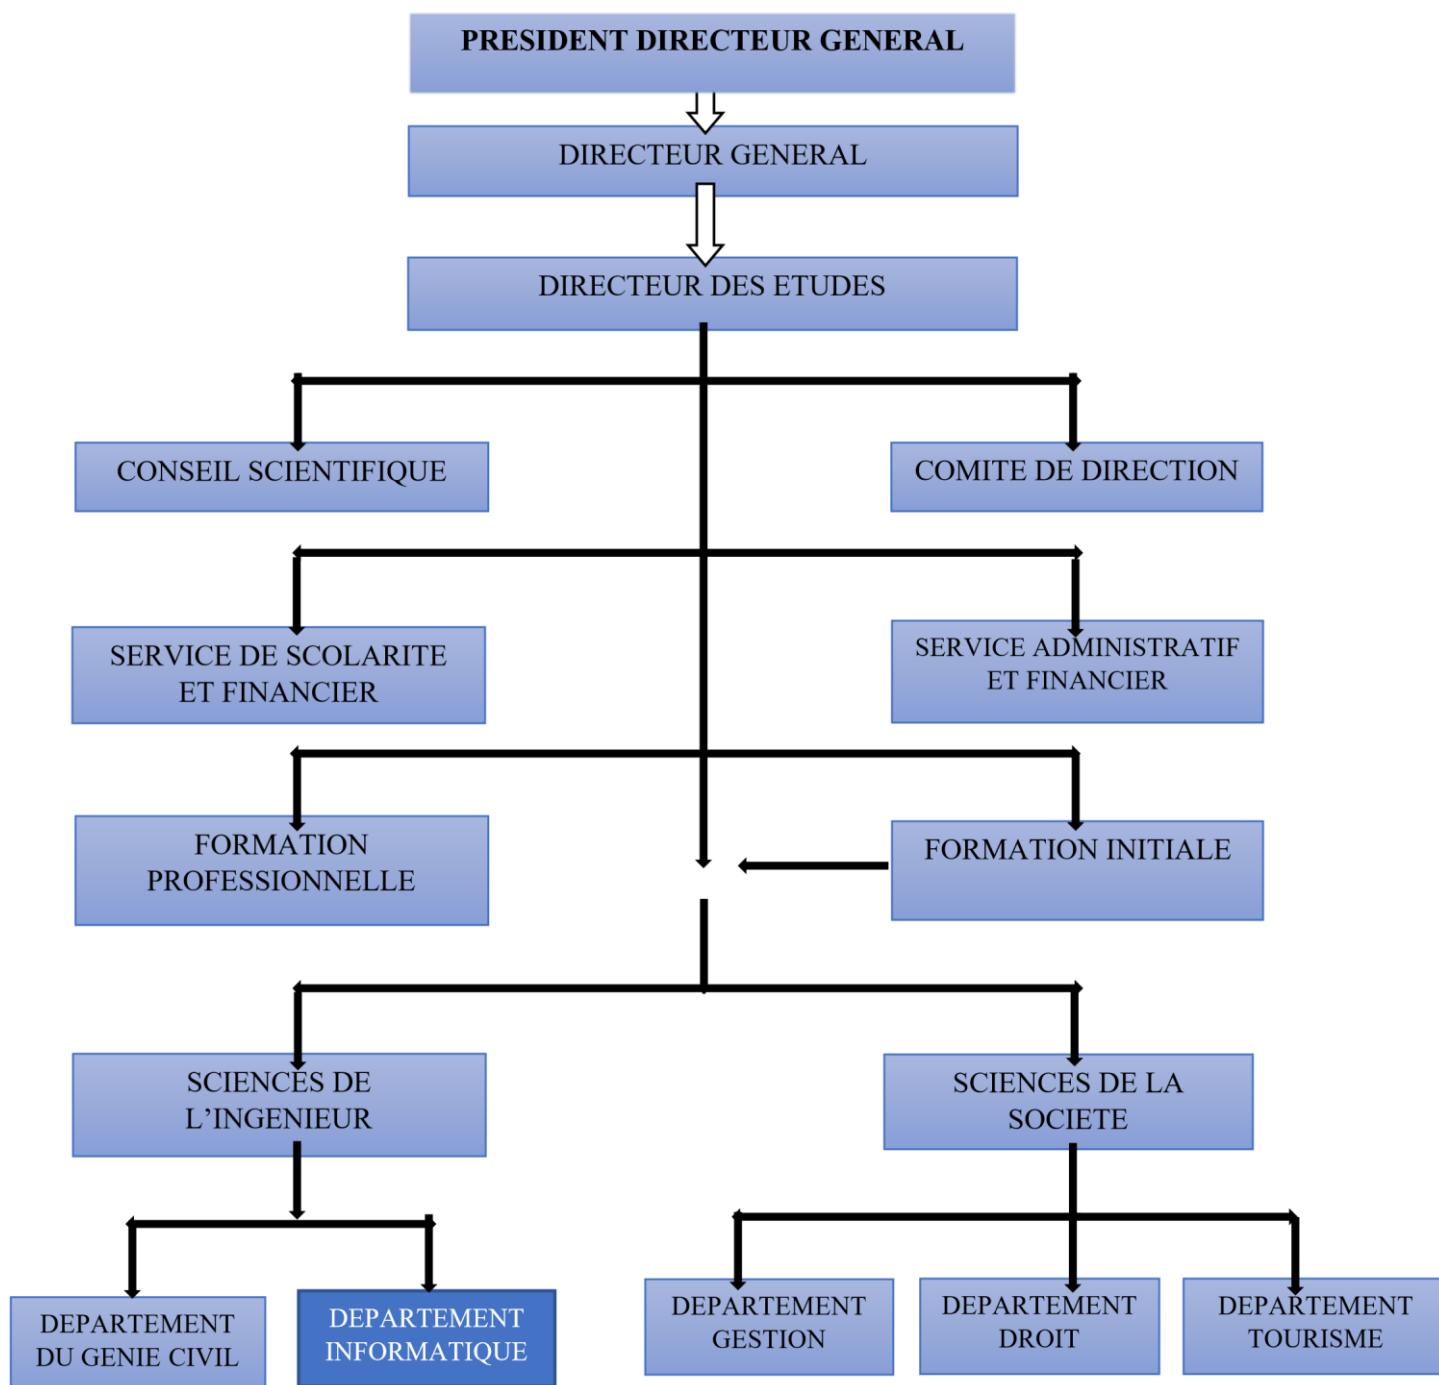 PRESIDENT DIRECTEUR GENERAL
DIRECTEUR GENERAL
DIRECTEUR DES ETUDES
CONSEIL SCIENTIFIQUE
COMITE DE DIRECTION
SERVICE DE SCOLARITE
ET FINANCIER
SERVICE ADMINISTRATIF
ET FINANCIER
FORMATION
PROFESSIONNELLE
FORMATION INITIALE
SCIENCES DE
L’INGENIEUR
SCIENCES DE LA
SOCIETE
DEPARTEMENT
DU GENIE CIVIL
DEPARTEMENT
INFORMATIQUE
DEPARTEMENT
GESTION
DEPARTEMENT
DROIT
DEPARTEMENT
TOURISME